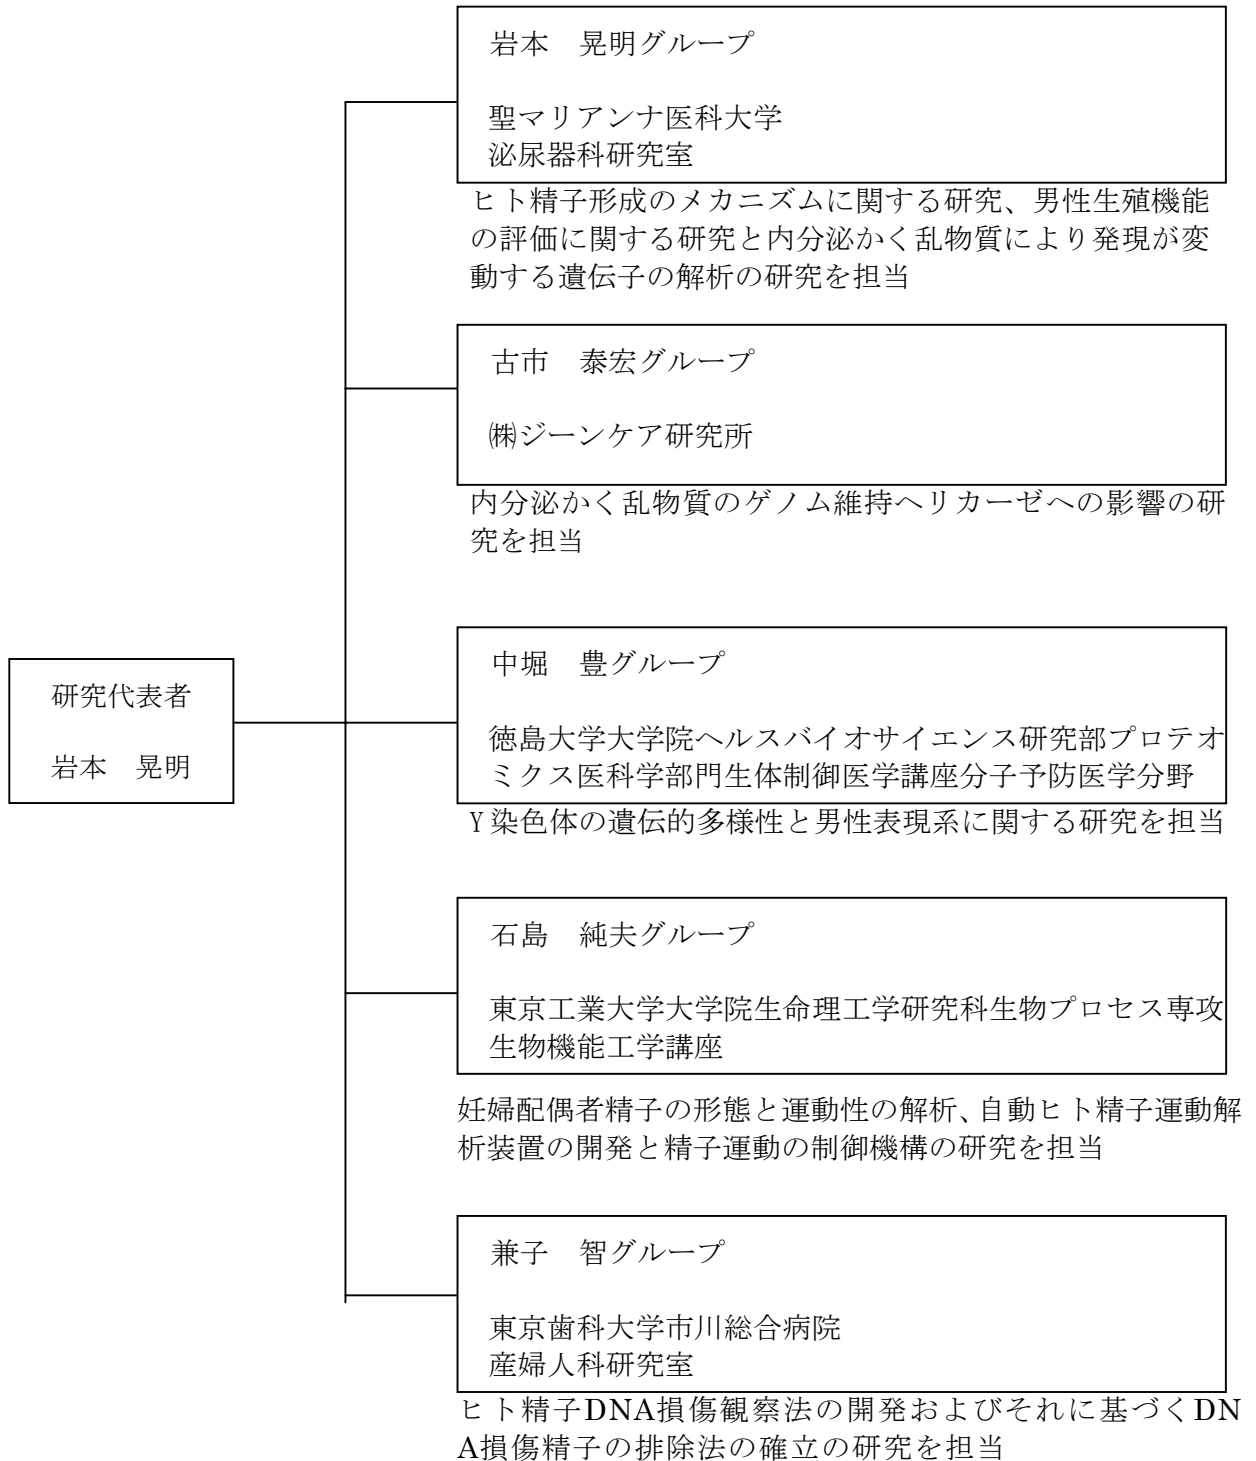 岩本　晃明グループ
聖マリアンナ医科大学
泌尿器科研究室
ヒト精子形成のメカニズムに関する研究、男性生殖機能
の評価に関する研究と内分泌かく乱物質により発現が変
動する遺伝子の解析の研究を担当
古市　泰宏グループ
㈱ジーンケア研究所
内分泌かく乱物質のゲノム維持ヘリカーゼへの影響の研
究を担当
研究代表者
岩本　晃明
中堀　豊グループ
徳島大学大学院ヘルスバイオサイエンス研究部プロテオ
ミクス医科学部門生体制御医学講座分子予防医学分野
Y染色体の遺伝的多様性と男性表現系に関する研究を担当
石島　純夫グループ
東京工業大学大学院生命理工学研究科生物プロセス専攻
生物機能工学講座
妊婦配偶者精子の形態と運動性の解析、自動ヒト精子運動解
析装置の開発と精子運動の制御機構の研究を担当
兼子　智グループ
東京歯科大学市川総合病院
産婦人科研究室
ヒト精子DNA損傷観察法の開発およびそれに基づくDN
A損傷精子の排除法の確立の研究を担当